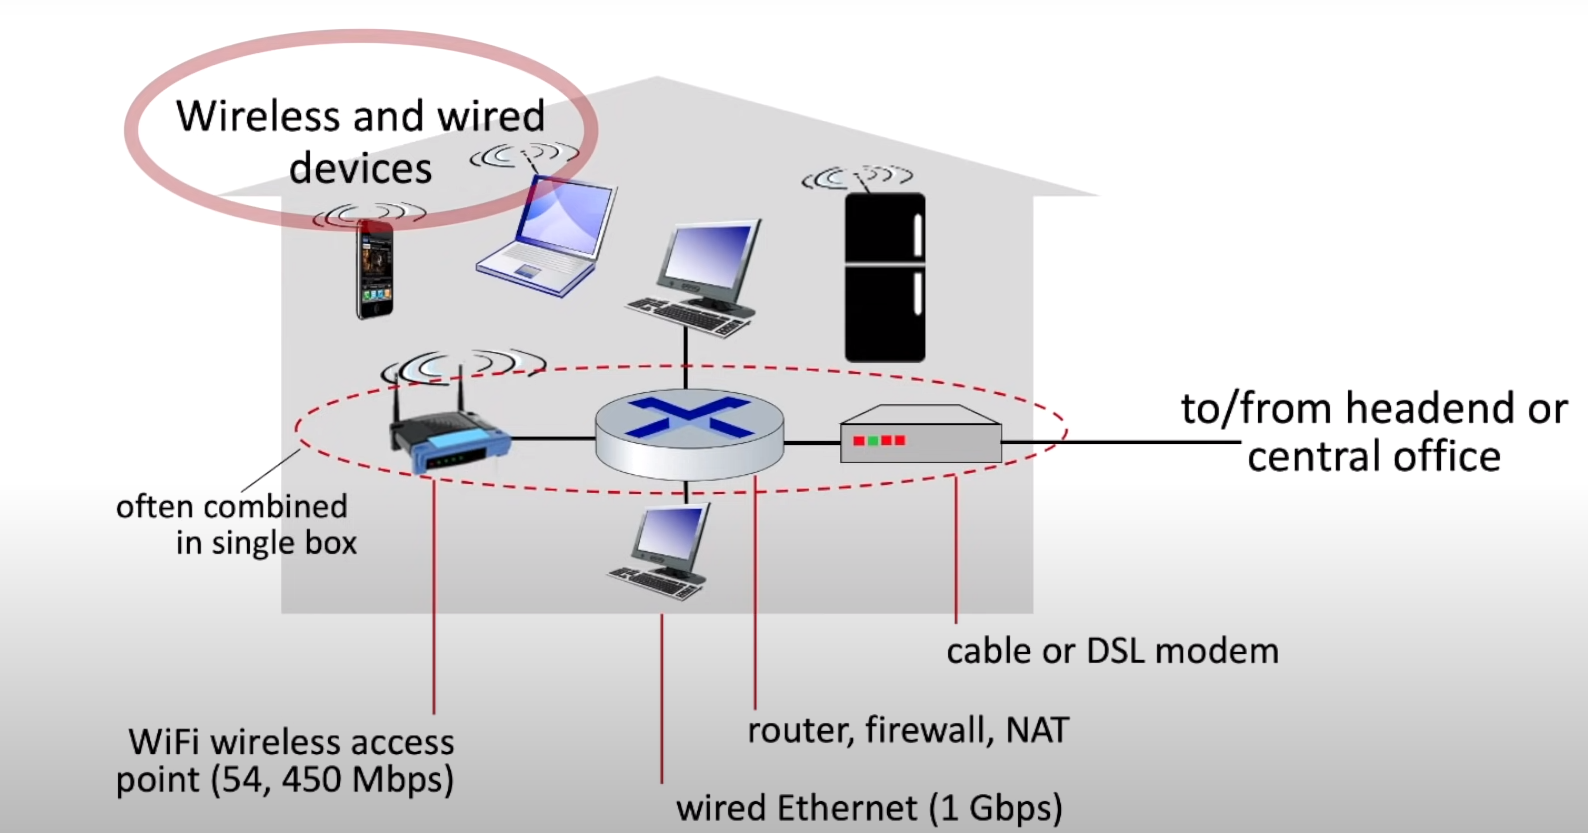 Wireless and wired
devices
to/from headend or
central office
often combined
in single box
cable or DSL modem
router, firewall, NAT
WiFi wireless access
point (54, 450 Mbps)
wired Ethernet (1 Gbps)